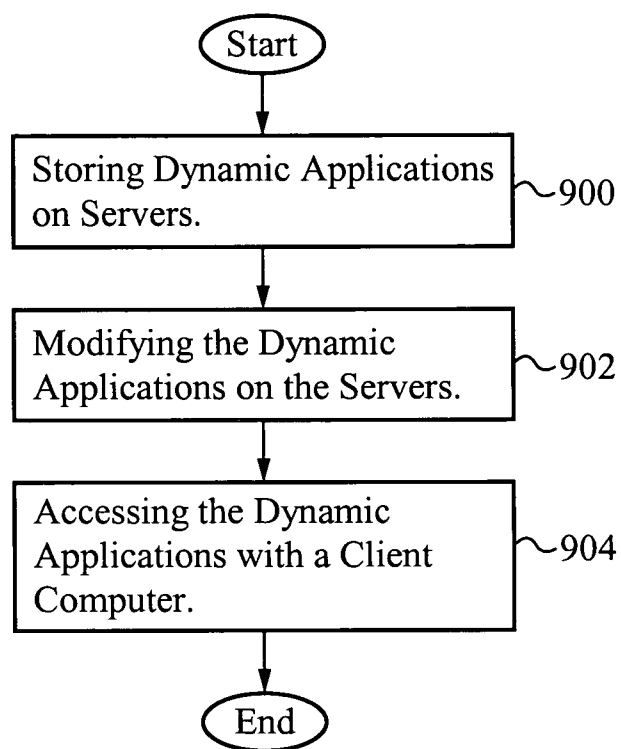 Start
Storing Dynamic Applications
on Servers.
900
Modifying the Dynamic
Applications on the Servers.
902
Accessing the Dynamic
Applications with a Client
Computer.
904
End